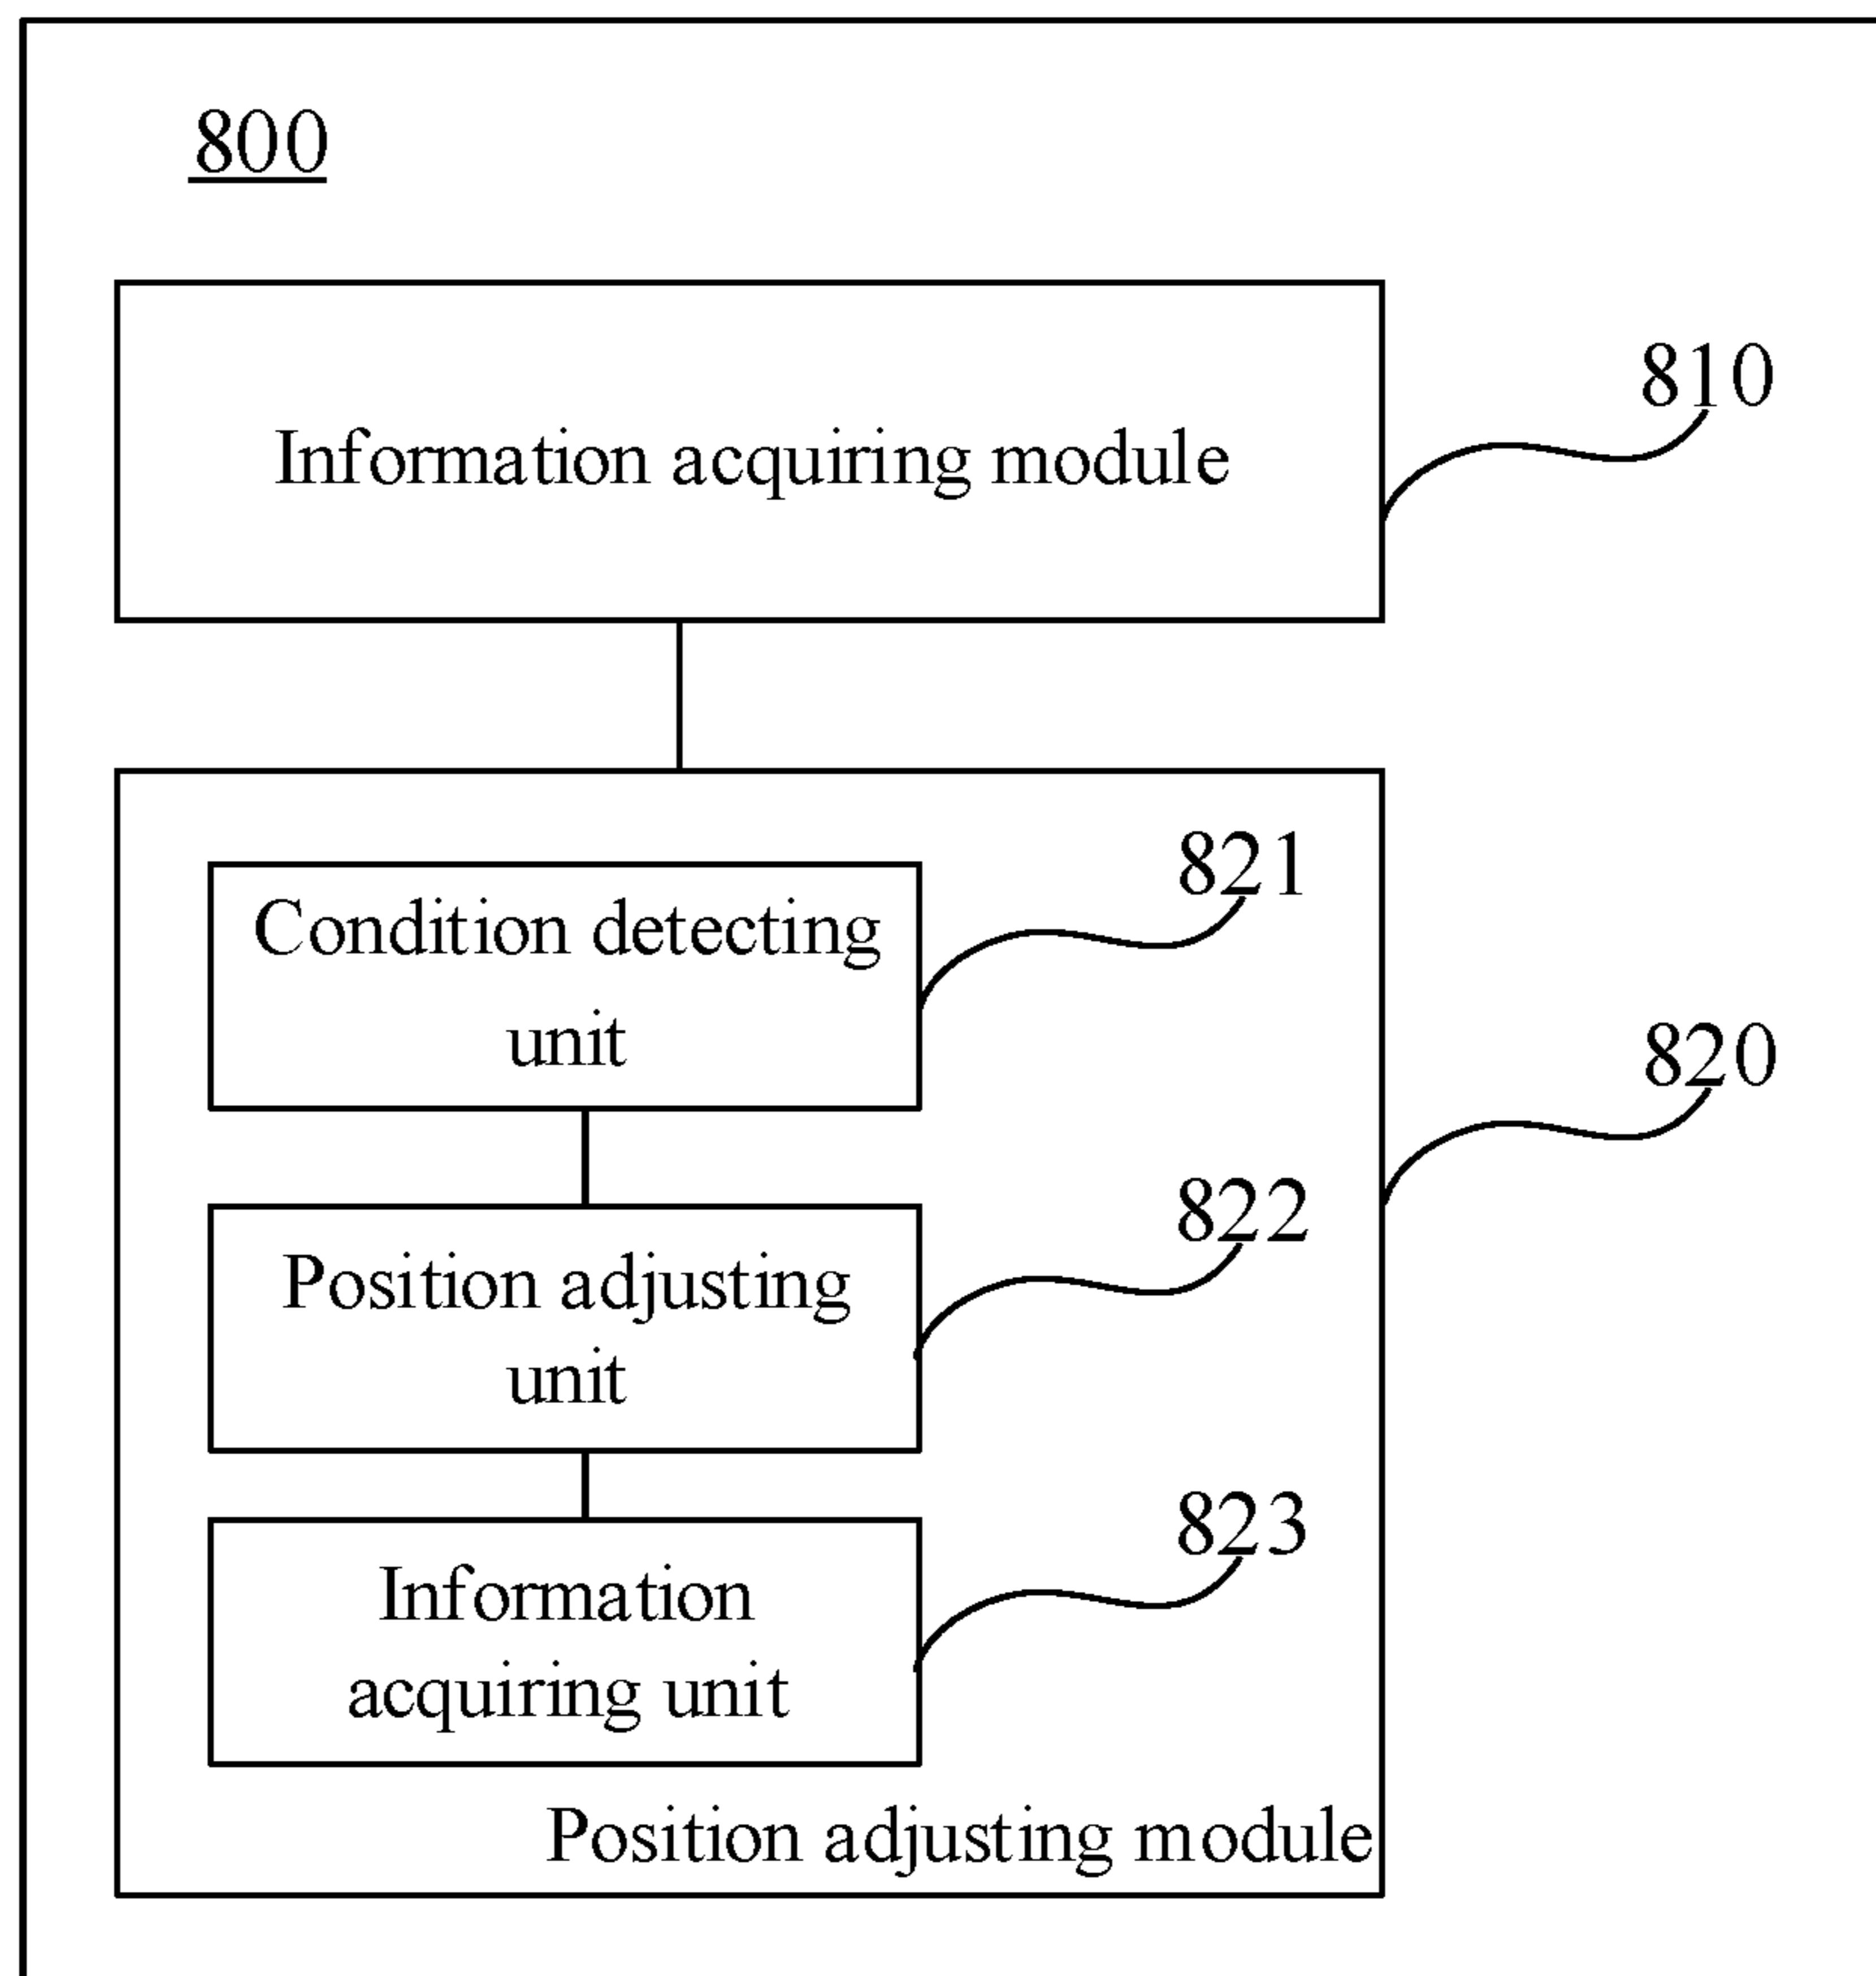 800
Information acquiring module
810
Condition detecting
unit
821
820
Position adjusting
unit
822
Information
acquiring unit
823
Position adjusting module